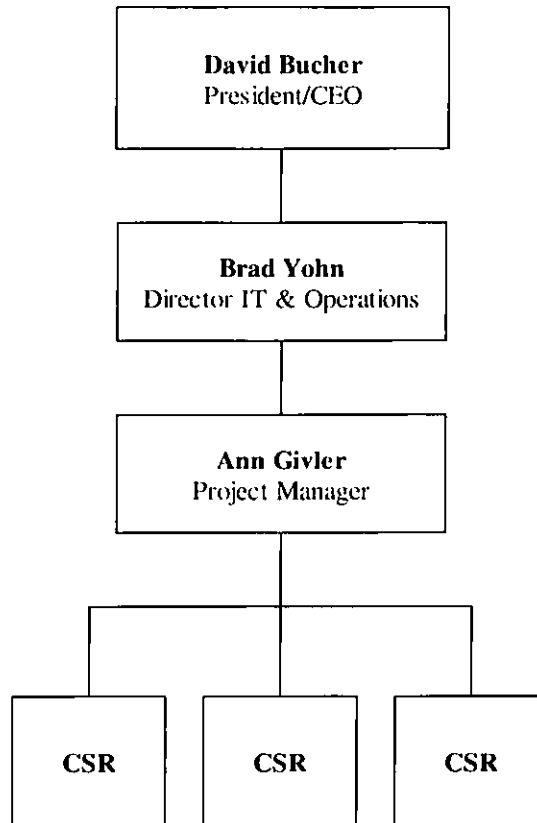 David Bucher
President/CEO
Brad Yohn
Director IT & Operations
Ann Givler
Project Manager
CSR
CSR
CSR